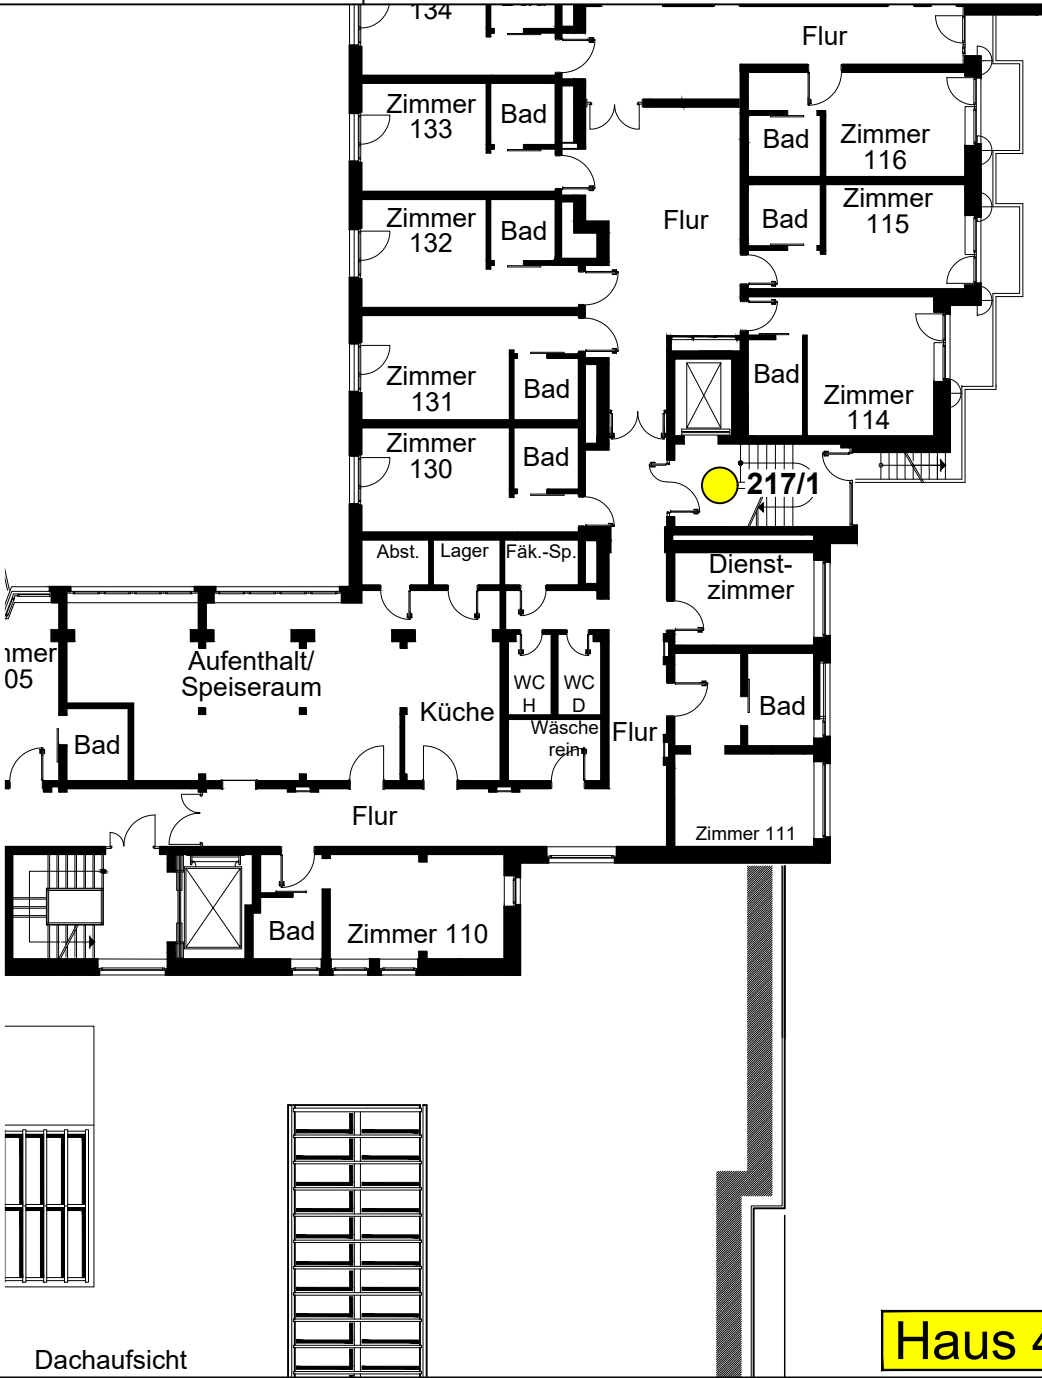 134
Bad
Flur
Zimmer
133
Bad
Bad
Zimmer
116
Zimmer
132
Bad
Flur
Bad
Zimmer
115
Zimmer
131
Bad
Bad
Zimmer
114
Zimmer
130
Bad
217/1
Abst.
Lager
Fäk.-Sp.
Dienst-
zimmer
mmer
05
Aufenthalt/
Speiseraum
WC
H
WC
D
Küche
Wäsche
rein
Flur
Bad
Bad
Flur
Zimmer 111
Bad
Zimmer 110
Dachaufsicht
Haus 4